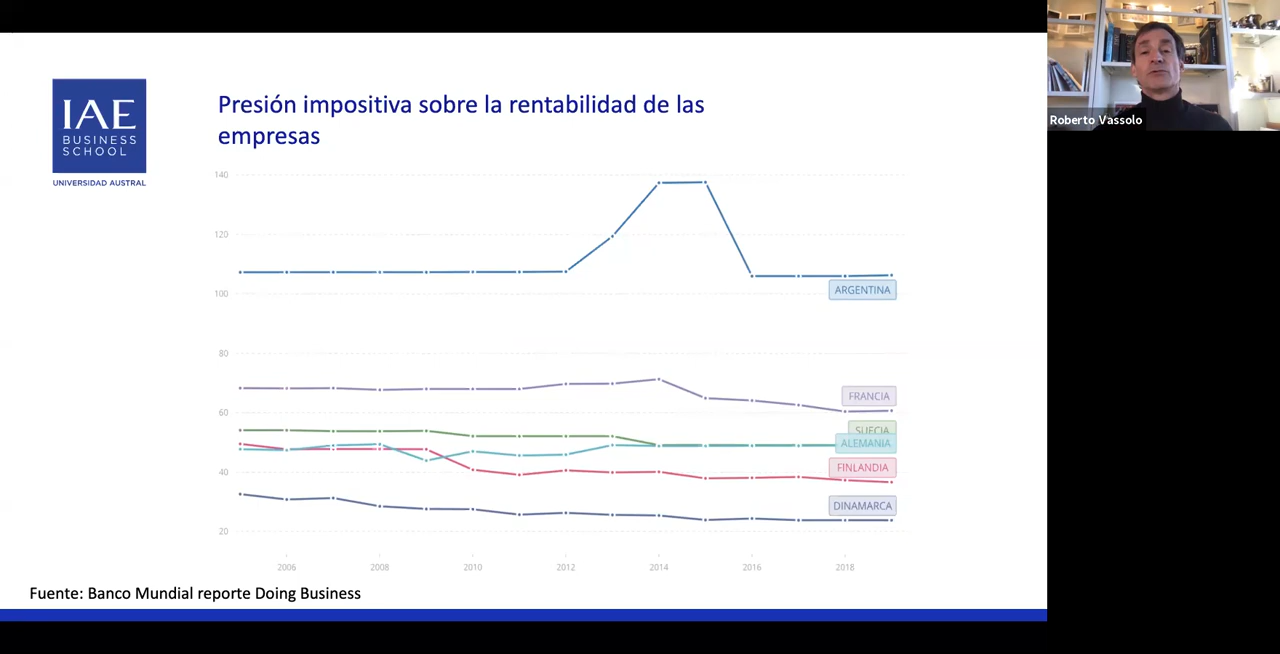 IAE
BUSINESS
SCHOOL
UNIVERSIDAD AUSTRAL
Presión impositiva sobre la rentabilidad de las
empresas
140
120
100
80
60
40
20
ARGENTINA
FRANCIA
SUECIA
ALEMANIA
FINLANDIA
DINAMARCA
2006 2008 2010 2012 2014 2016 2018
Fuente: Banco Mundial reporte Doing Business
Roberto Vassolo